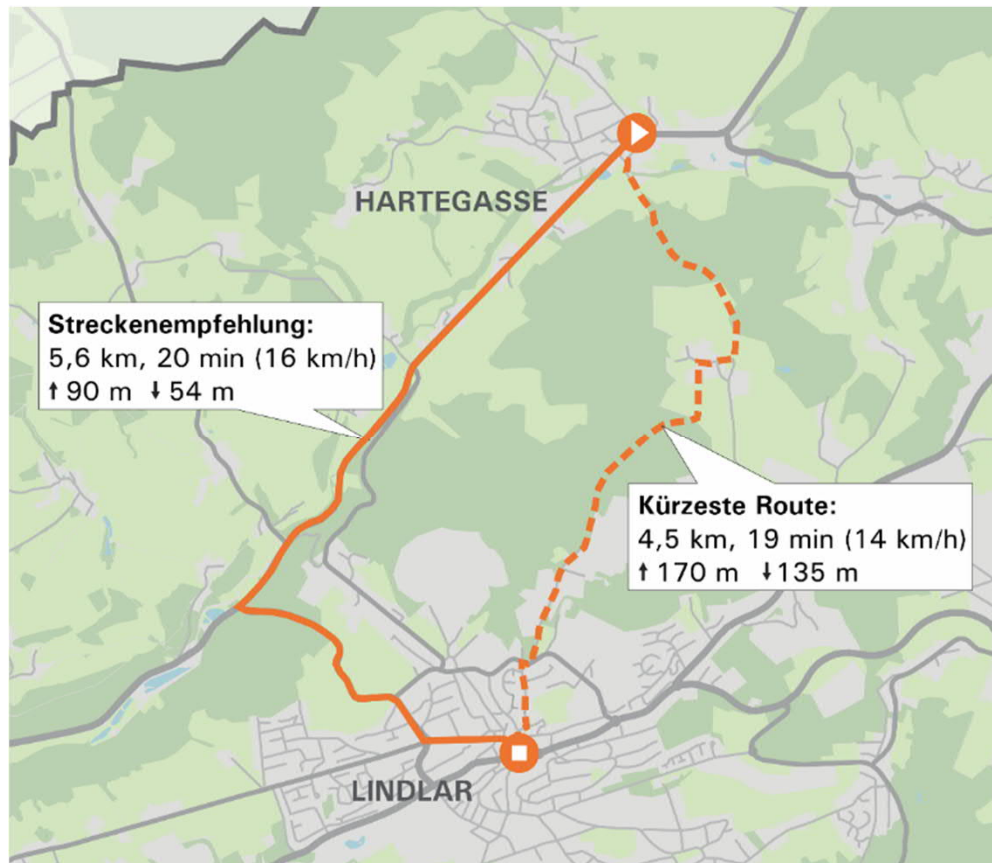 HARTEGASSE
Streckenempfehlung:
5,6 km, 20 min (16 km/h)
↑ 90 m ↓ 54 m
Kürzeste Route:
4,5 km, 19 min (14 km/h)
↑ 170 m ↓ 135 m
LINDLAR